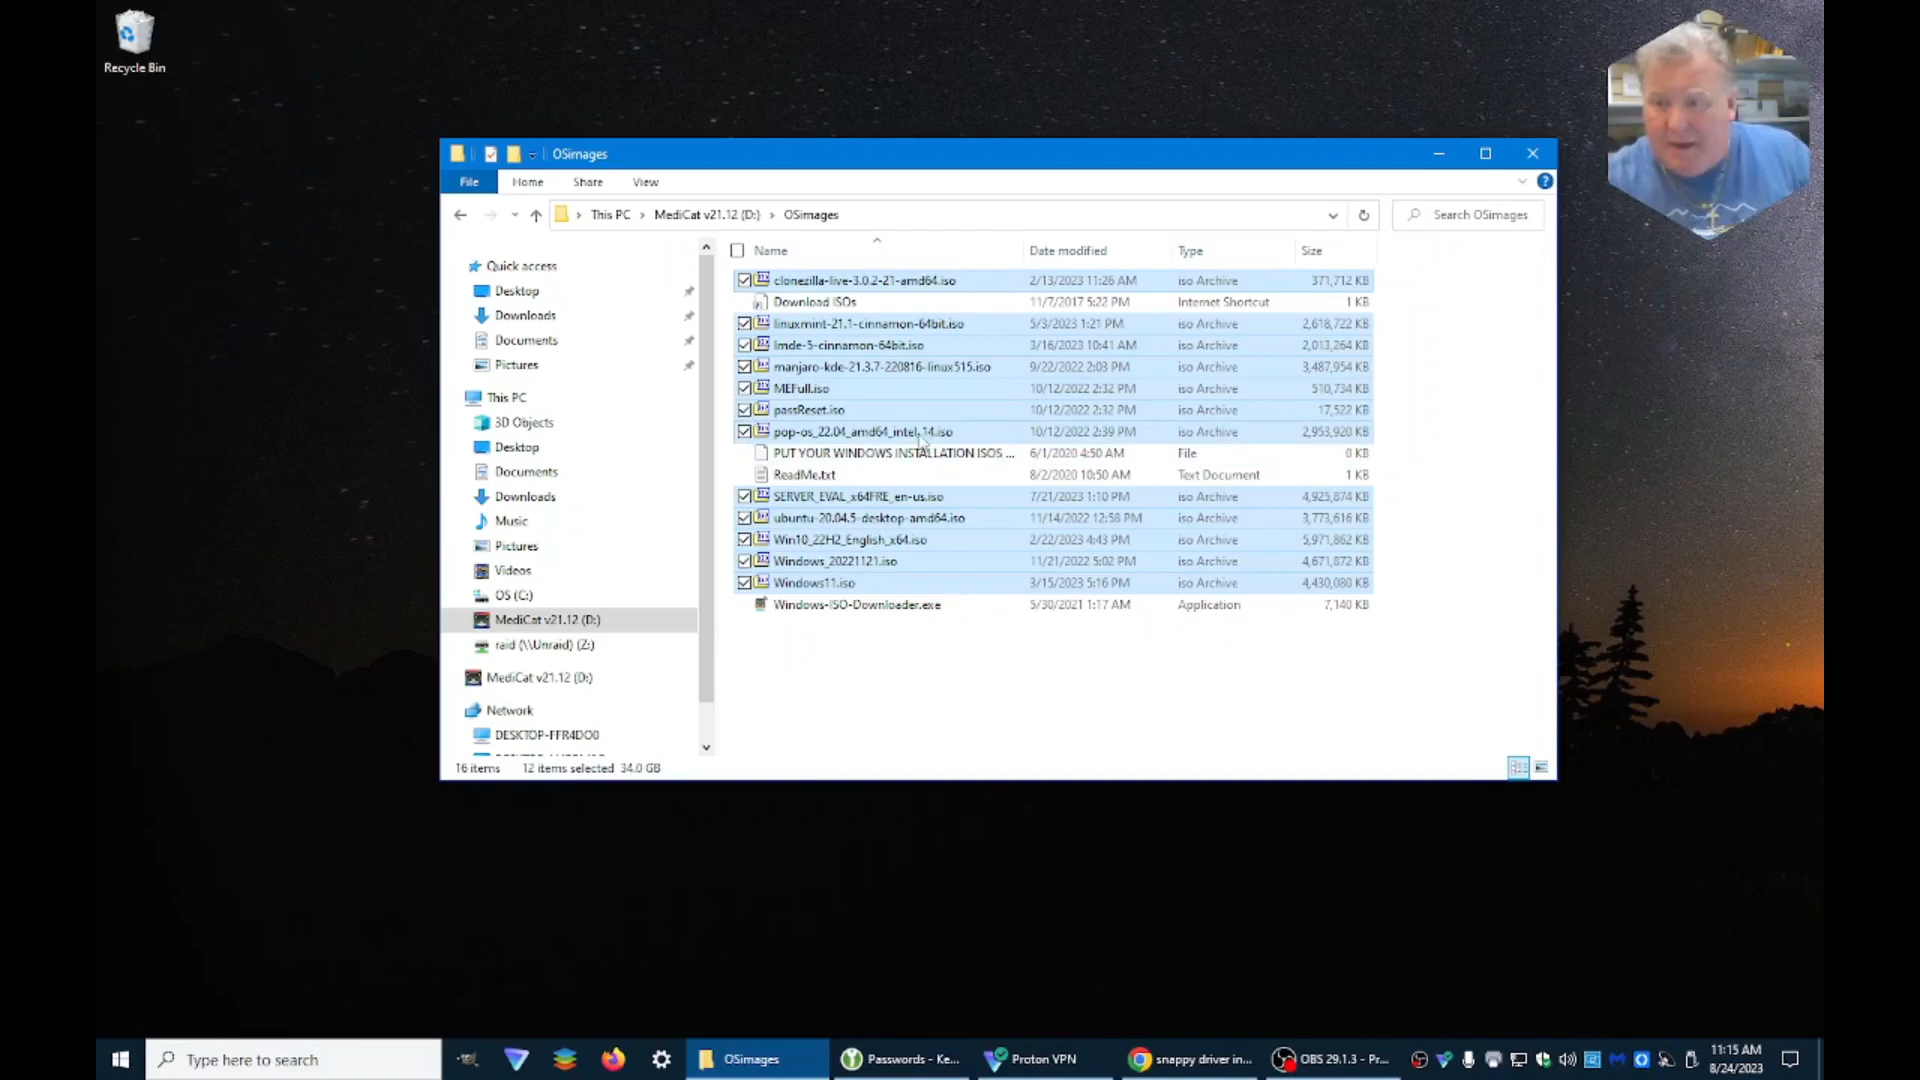 Recycle Bin
OSimages
File Home Share View
This PC > MediCat v21.12 (D:) > OSimages
Search OSimages
Name Date modified Type Size
Quick access
Desktop
Downloads
Documents
Pictures
This PC
3D Objects
Desktop
Documents
Downloads
Music
Pictures
Videos
OS (C:)
MediCat v21.12 (D:)
raid (\\Unraid) (Z:)
MediCat v21.12 (D:)
Network
DESKTOP-FFR4DO0
clonezilla-live-3.0.2-21-amd64.iso 2/13/2023 11:26 AM iso Archive 371,712 KB
Download ISOs 11/7/2017 5:22 PM Internet Shortcut 1 KB
linuxmint-21.1-cinnamon-64bit.iso 5/3/2023 1:21 PM iso Archive 2,618,722 KB
lmde-5-cinnamon-64bit.iso 3/16/2023 10:41 AM iso Archive 2,013,264 KB
manjaro-kde-21.3.7-220816-linux515.iso 9/22/2022 2:03 PM iso Archive 3,487,954 KB
MEFull.iso 10/12/2022 2:32 PM iso Archive 510,734 KB
passReset.iso 10/12/2022 2:32 PM iso Archive 17,522 KB
pop-os_22.04_amd64_intel_14.iso 10/12/2022 2:39 PM iso Archive 2,953,920 KB
PUT YOUR WINDOWS INSTALLATION ISOS ... 6/1/2020 4:50 AM File 0 KB
ReadMe.txt 8/2/2020 10:50 AM Text Document 1 KB
SERVER_EVAL_x64FRE_en-us.iso 7/21/2023 1:10 PM iso Archive 4,925,874 KB
ubuntu-20.04.5-desktop-amd64.iso 11/14/2022 12:58 PM iso Archive 3,773,616 KB
Win10_22H2_English_x64.iso 2/22/2023 4:43 PM iso Archive 5,971,862 KB
Windows_20221121.iso 11/21/2022 5:02 PM iso Archive 4,671,872 KB
Windows11.iso 3/15/2023 5:16 PM iso Archive 4,430,080 KB
Windows-ISO-Downloader.exe 5/30/2021 1:17 AM Application 7,140 KB
16 items 12 items selected 34.0 GB
Type here to search
OSimages
Passwords - Ke...
Proton VPN
snappy driver in...
OBS 29.1.3 - Pr...
11:15 AM
8/24/2023